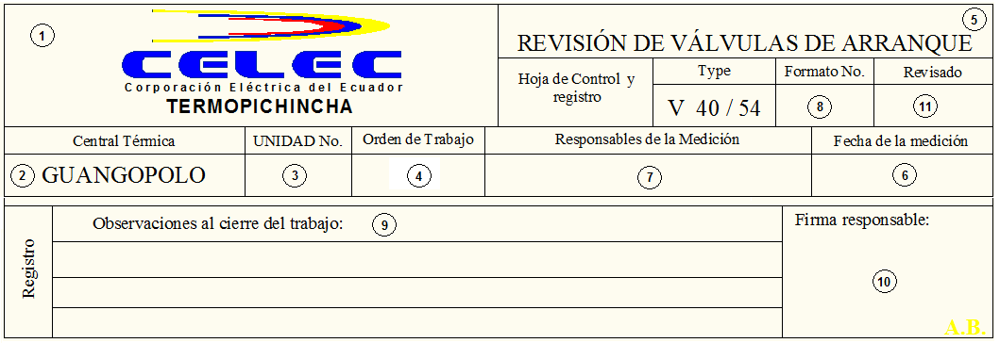 1
CELEC
Corporación Eléctrica del Ecuador
TERMOPICHINCHA
5
REVISIÓN DE VÁLVULAS DE ARRANQUE
Hoja de Control y
registro
Type
V 40 / 54
Formato No.
8
Revisado
11
Central Térmica
2 GUANGOPOLO
UNIDAD No.
3
Orden de Trabajo
4
Responsables de la Medición
7
Fecha de la medición
6
Registro
Observaciones al cierre del trabajo: 9
Firma responsable:
10
A.B.